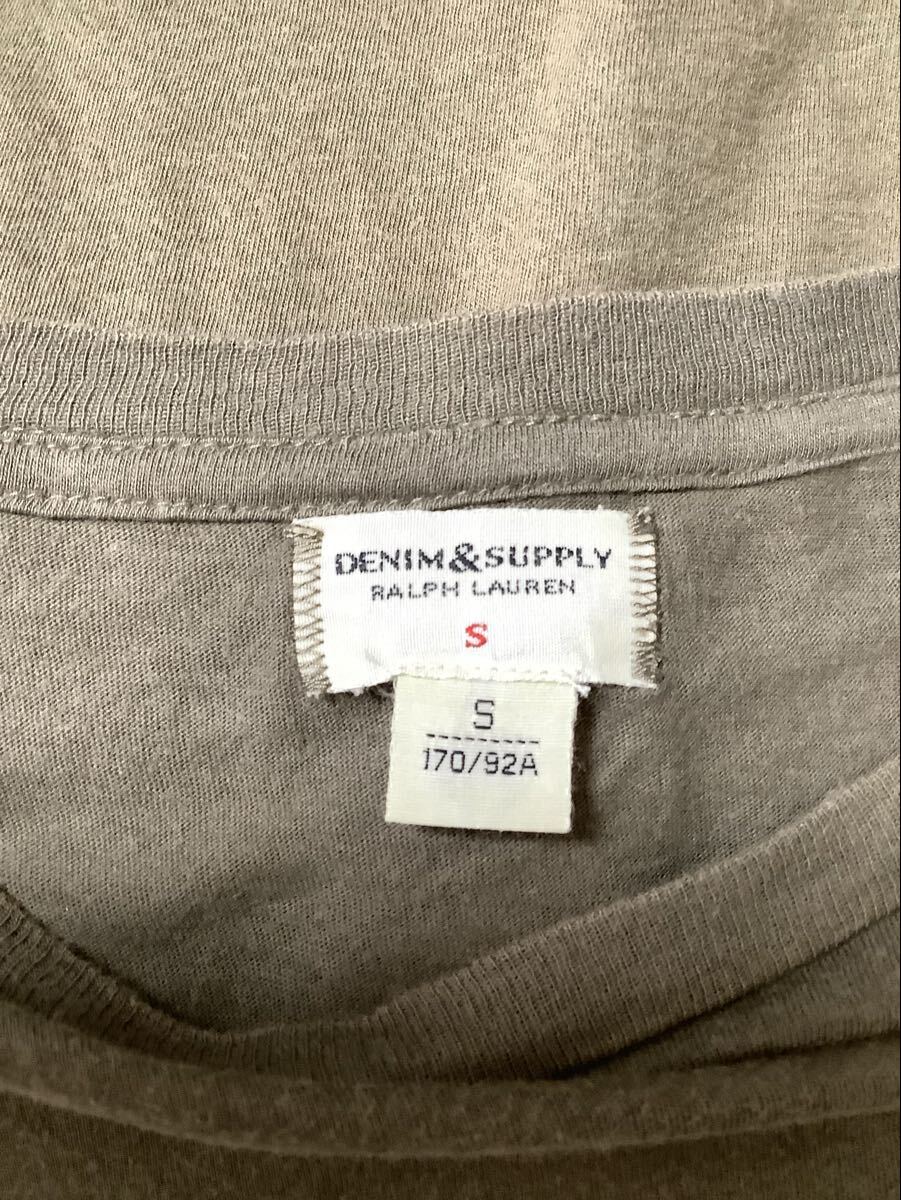 DENIM&SUPPLY
RALPH LAUREN
S
S
170/92A